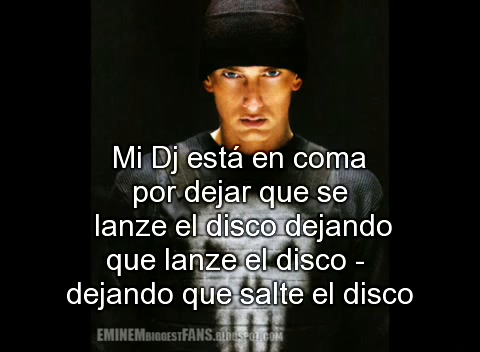 Mi Dj está en coma
por dejar que se
lanze el disco dejando
que lanze el disco -
dejando que salte el disco
EMINEMBIGGESTFANS.BLOGSPOT.COM